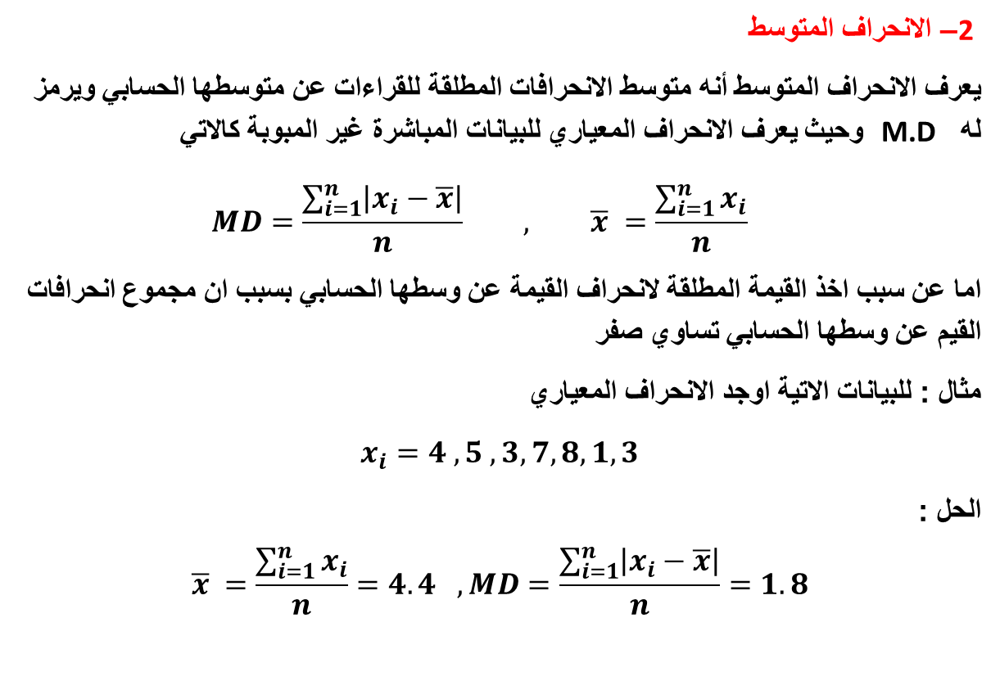 2– الانحراف المتوسط
يعرف الانحراف المتوسط أنه متوسط الانحرافات المطلقة للقراءات عن متوسطها الحسابي ويرمز
له M.D وحيث يعرف الانحراف المعياري للبيانات المباشرة غير المبوبة كالاتي
MD = \frac{\sum_{i=1}^{n} |x_i - \overline{x}|}{n} , \overline{x} = \frac{\sum_{i=1}^{n} x_i}{n}
اما عن سبب اخذ القيمة المطلقة لانحراف القيمة عن وسطها الحسابي بسبب ان مجموع انحرافات
القيم عن وسطها الحسابي تساوي صفر
مثال : للبيانات الاتية اوجد الانحراف المعياري
x_i = 4 , 5 , 3, 7, 8, 1, 3
الحل :
\overline{x} = \frac{\sum_{i=1}^{n} x_i}{n} = 4.4 , MD = \frac{\sum_{i=1}^{n} |x_i - \overline{x}|}{n} = 1.8